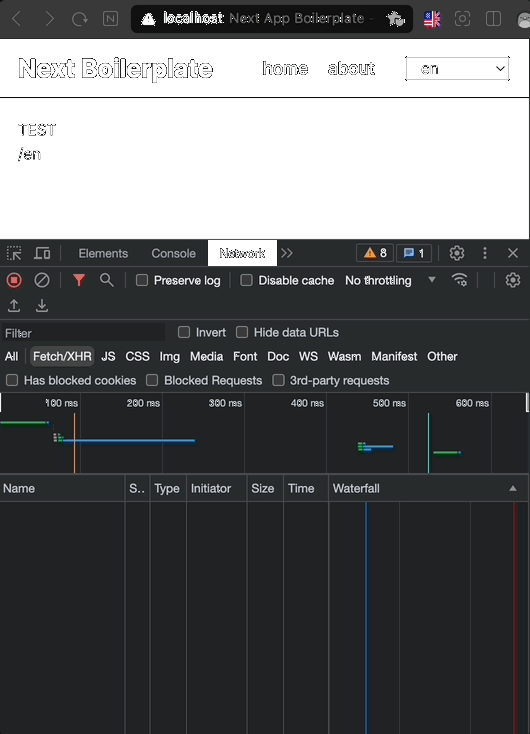 localhost Next App Boilerplate -
Next Boilerplate home about en
TEST
/en
Elements Console Network 8 1
Preserve log Disable cache No throttling
Filter Invert Hide data URLs
All Fetch/XHR JS CSS Img Media Font Doc WS Wasm Manifest Other
Has blocked cookies Blocked Requests 3rd-party requests
100 ms 200 ms 300 ms 400 ms 500 ms 600 ms
Name S.. Type Initiator Size Time Waterfall